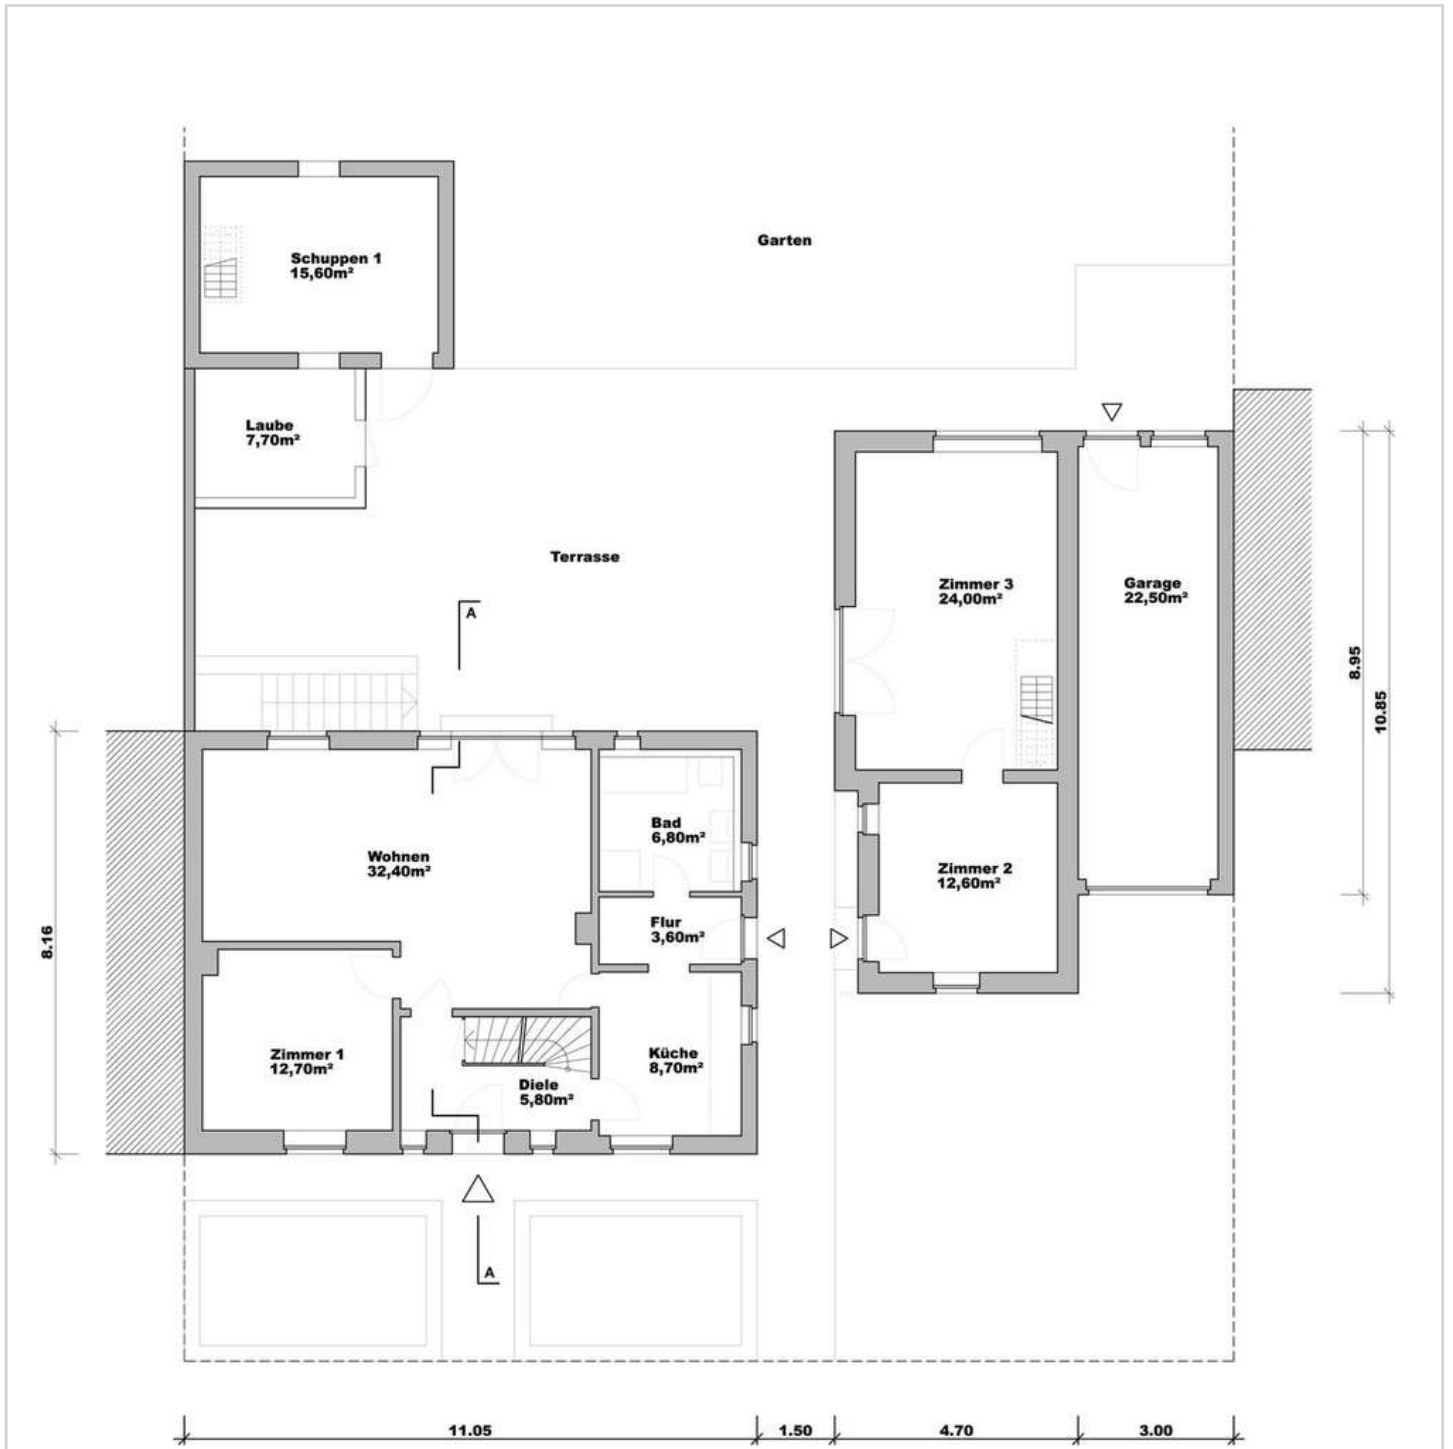 Garten
Schuppen 1
15,60m²
Laube
7,70m²
Terrasse
Zimmer 3
24,00m²
Garage
22,50m²
A
8.95
10.85
Bad
6,80m²
Wohnen
32,40m²
Zimmer 2
12,60m²
Flur
3,60m²
8.16
Zimmer 1
12,70m²
Küche
8,70m²
Diele
5,80m²
A
11.05
1.50
4.70
3.00